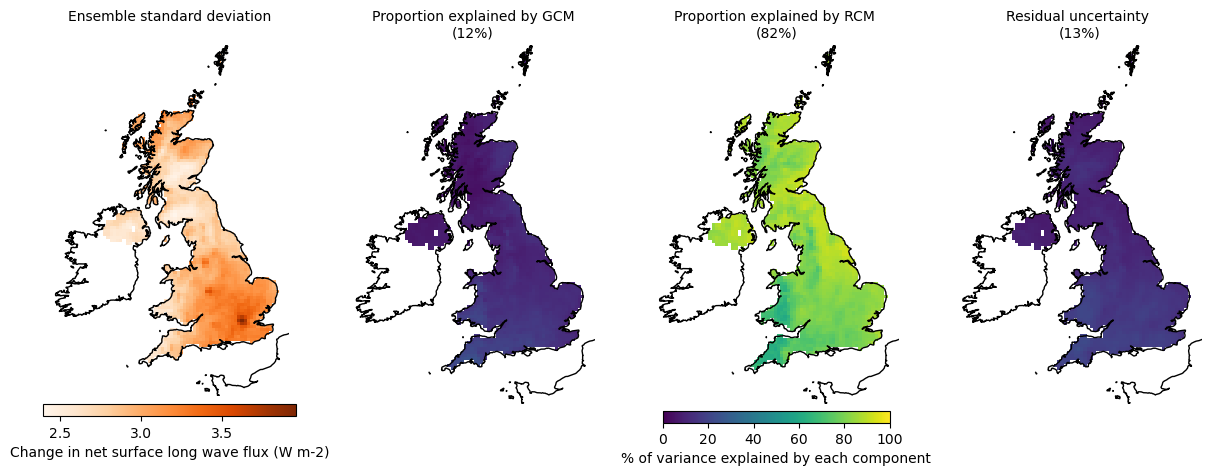 Ensemble standard deviation
Proportion explained by GCM
(12%)
Proportion explained by RCM
(82%)
Residual uncertainty
(13%)
2.5 3.0 3.5
Change in net surface long wave flux (W m-2)
0 20 40 60 80 100
% of variance explained by each component